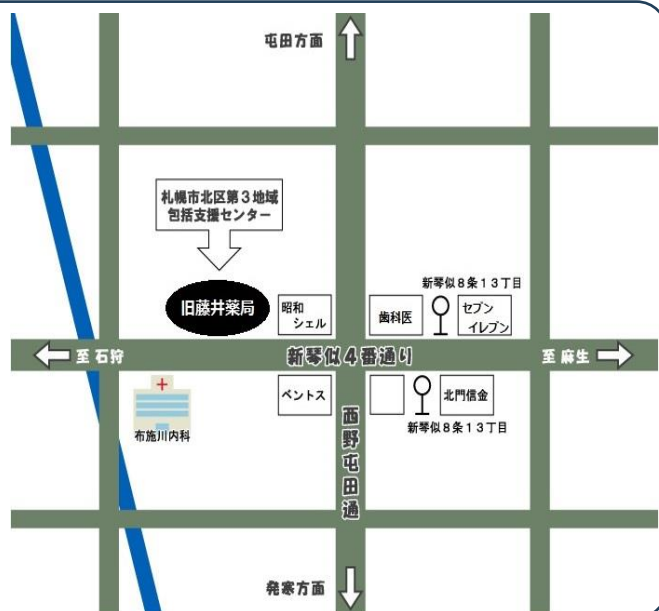 屯田方面
札幌市北区第3地域
包括支援センター
旧藤井薬局
昭和
シェル
歯科医
新琴似8条13丁目
セブン
イレブン
至 石狩
新琴似4番通り
至 麻生
布施川内科
ベントス
北門信金
新琴似8条13丁目
西野屯田通
発寒方面